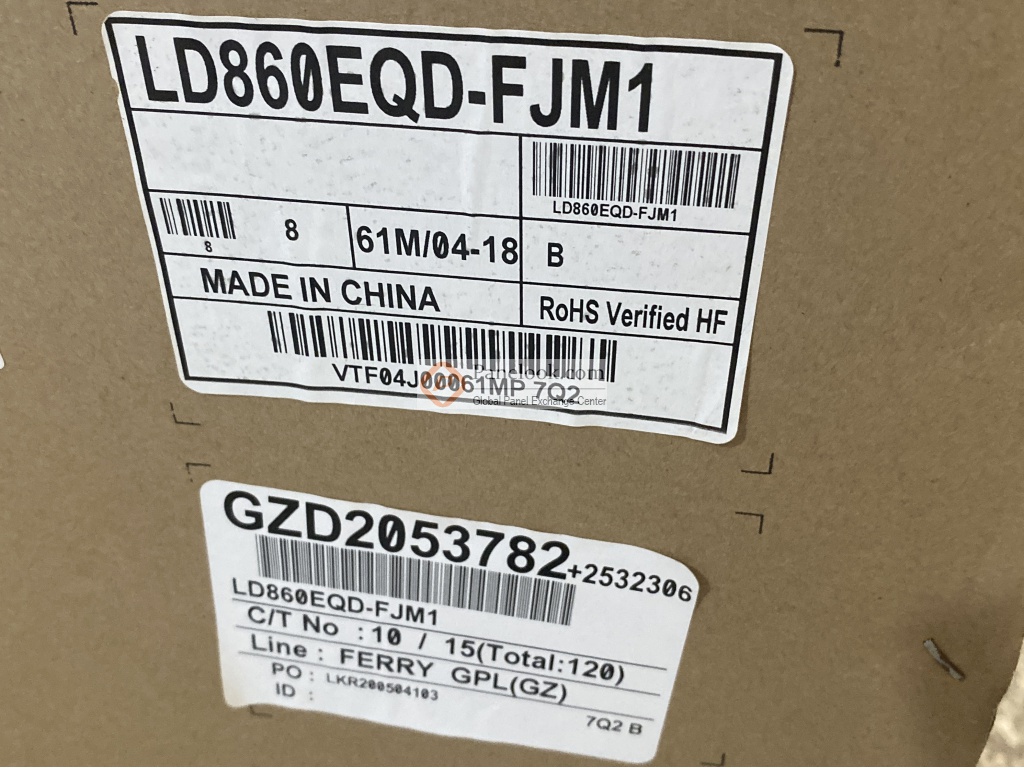 LD860EQD-FJM1
LD860EQD-FJM1
8 8 61M/04-18 B
MADE IN CHINA RoHS Verified HF
VTF04J00061MP 7Q2
Panelook.com
Global Panel Exchange Center
GZD2053782+2532306
LD860EQD-FJM1
C/T No :10 / 15(Total:120)
Line : FERRY GPL(GZ)
PO : LKR200504103
ID :
7Q2 B